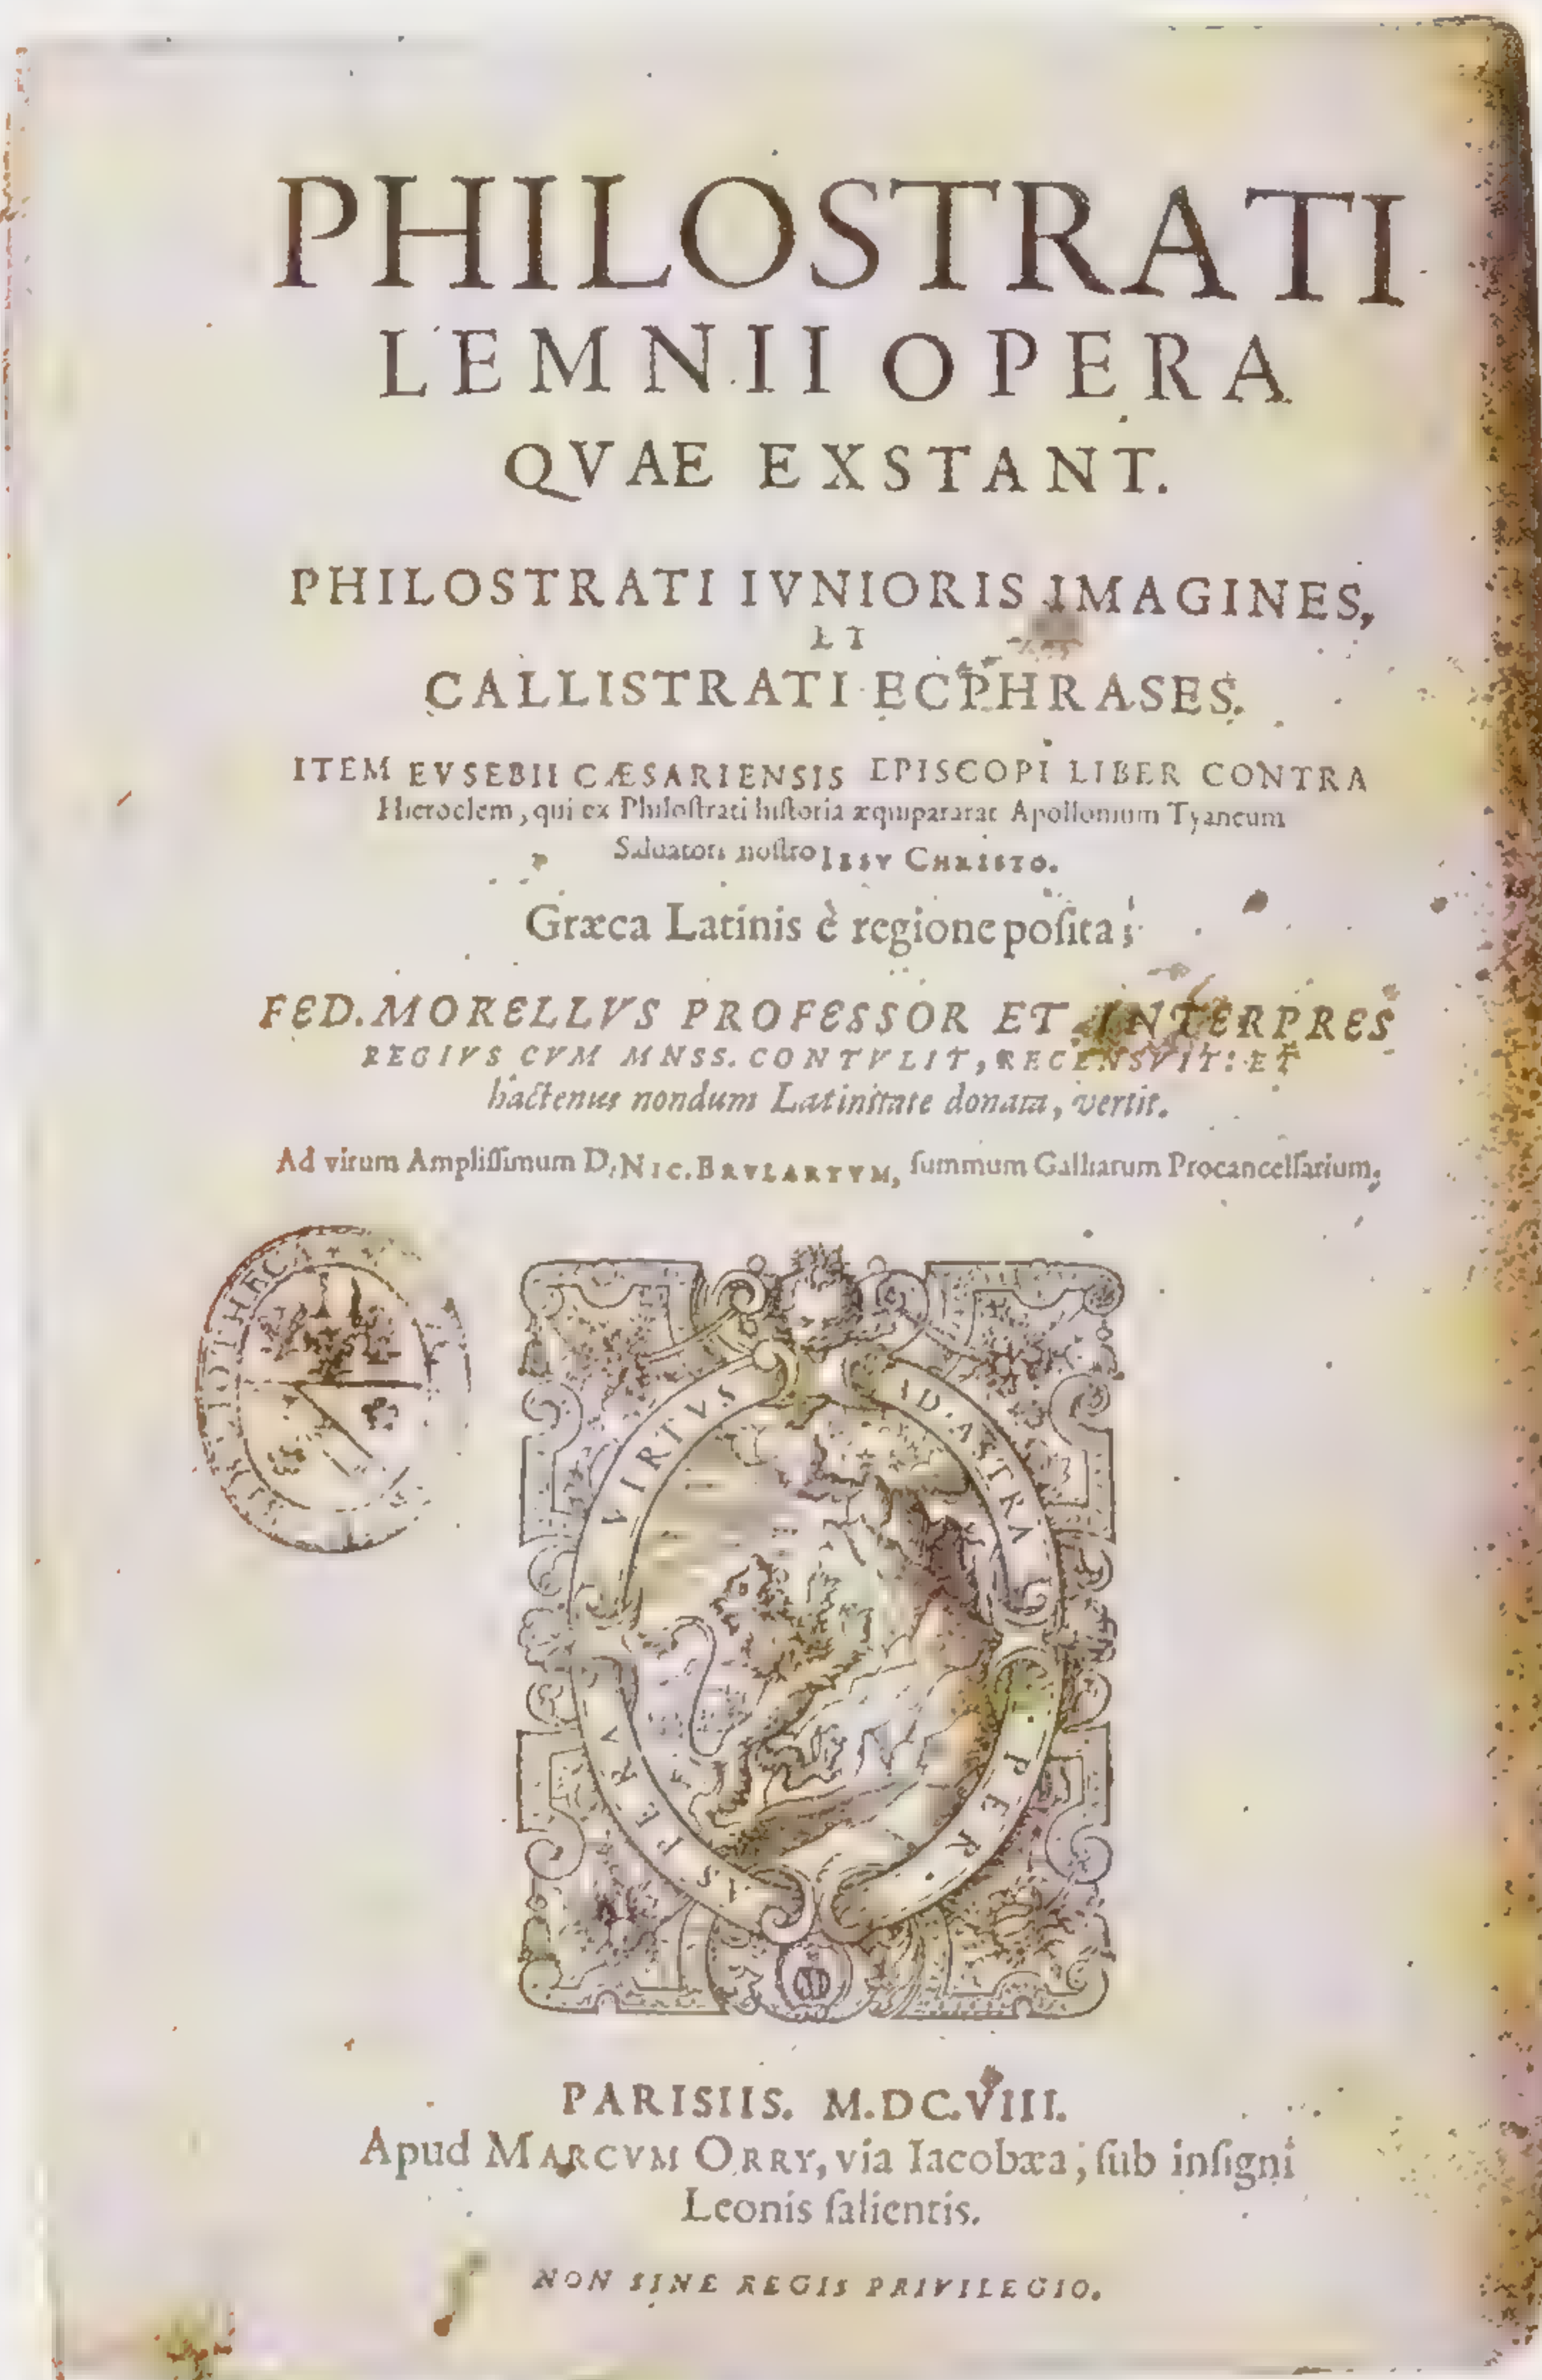 PHILOSTRATI
LEMNII OPERA
QVAE EXSTANT.
PHILOSTRATI IVNIORIS IMAGINES,
ET
CALLISTRATI ECPHRASES.
ITEM EVSEBII CÆSARIENSIS EPISCOPI LIBER CONTRA
Hieroclem, qui ex Philoſtrati hiſtoria æquipararat Apollonium Tyaneum
Saluatori noſtro IESV CHRISTO.
Græca Latinis è regione poſita;
FED. MORELLVS PROFESSOR ET INTERPRES
REGIVS CVM MNSS. CONTVLIT, RECENSVIT: ET
hactenus nondum Latinitate donata, vertit.
Ad virum Ampliſſimum D. NIC. BRVLARTVM, ſummum Galliarum Procancellarium.
BIBLIOTHECA
VIRTVS AD. ASTRA
. PER . ASPERA
PARISIIS. M.DC.VIII.
Apud MARCVM ORRY, via Iacobæa; ſub inſigni
Leonis ſalientis.
NON SINE REGIS PRIVILEGIO.